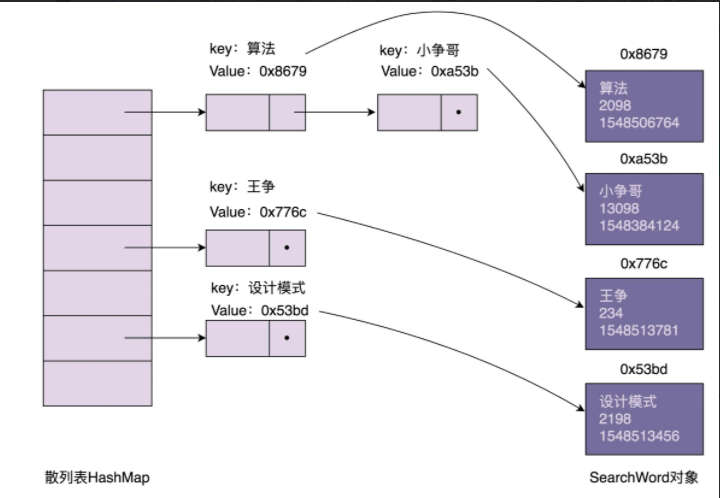 key：算法
Value：0x8679
key：小争哥
Value：0xa53b
0x8679
算法
2098
1548506764
0xa53b
小争哥
13098
1548384124
key：王争
Value：0x776c
0x776c
王争
234
1548513781
key：设计模式
Value：0x53bd
0x53bd
设计模式
2198
1548513456
散列表HashMap
SearchWord对象